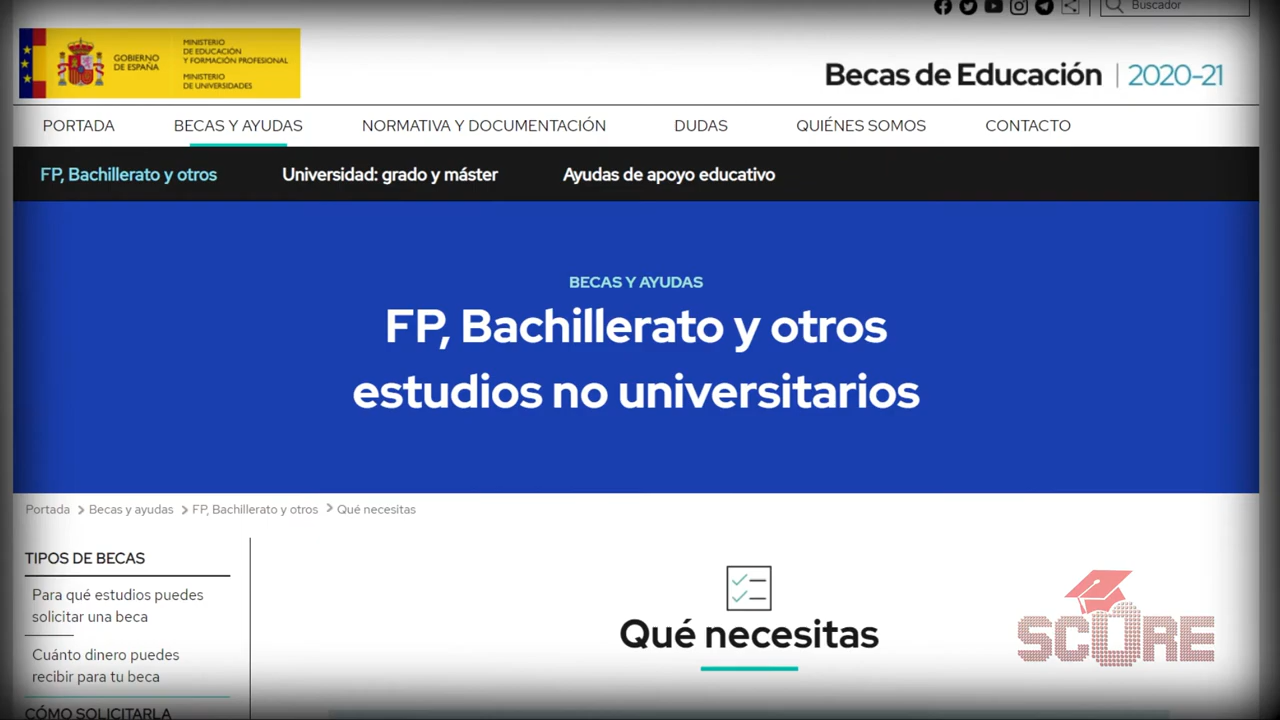 Buscador
GOBIERNO
DE ESPAÑA
MINISTERIO
DE EDUCACIÓN
Y FORMACIÓN PROFESIONAL
MINISTERIO
DE UNIVERSIDADES
Becas de Educación | 2020-21
PORTADA BECAS Y AYUDAS NORMATIVA Y DOCUMENTACIÓN DUDAS QUIÉNES SOMOS CONTACTO
FP, Bachillerato y otros Universidad: grado y máster Ayudas de apoyo educativo
BECAS Y AYUDAS
FP, Bachillerato y otros
estudios no universitarios
Portada > Becas y ayudas > FP, Bachillerato y otros > Qué necesitas
TIPOS DE BECAS
Para qué estudios puedes
solicitar una beca
Cuánto dinero puedes
recibir para tu beca
CÓMO SOLICITARLA
Qué necesitas
SCORE